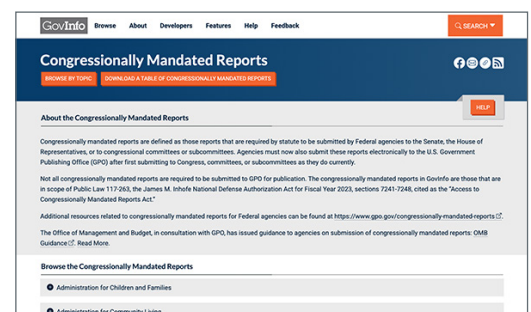 GovInfo Browse About Developers Features Help Feedback SEARCH
Congressionally Mandated Reports
BROWSE BY TOPIC DOWNLOAD A TABLE OF CONGRESSIONALLY MANDATED REPORTS
HELP
About the Congressionally Mandated Reports
Congressionally mandated reports are defined as those reports that are required by statute to be submitted by Federal agencies to the Senate, the House of
Representatives, or to congressional committees or subcommittees. Agencies must now also submit these reports electronically to the U.S. Government
Publishing Office (GPO) after first submitting to Congress, committees, or subcommittees as they do currently.
Not all congressionally mandated reports are required to be submitted to GPO for publication. The congressionally mandated reports in GovInfo are those that are
in scope of Public Law 117-263, the James M. Inhofe National Defense Authorization Act for Fiscal Year 2023, sections 7241-7248, cited as the "Access to
Congressionally Mandated Reports Act."
Additional resources related to congressionally mandated reports for Federal agencies can be found at https://www.gpo.gov/congressionally-mandated-reports.
The Office of Management and Budget, in consultation with GPO, has issued guidance to agencies on submission of congressionally mandated reports: OMB
Guidance. Read More.
Browse the Congressionally Mandated Reports
Administration for Children and Families
Administration for Community Living